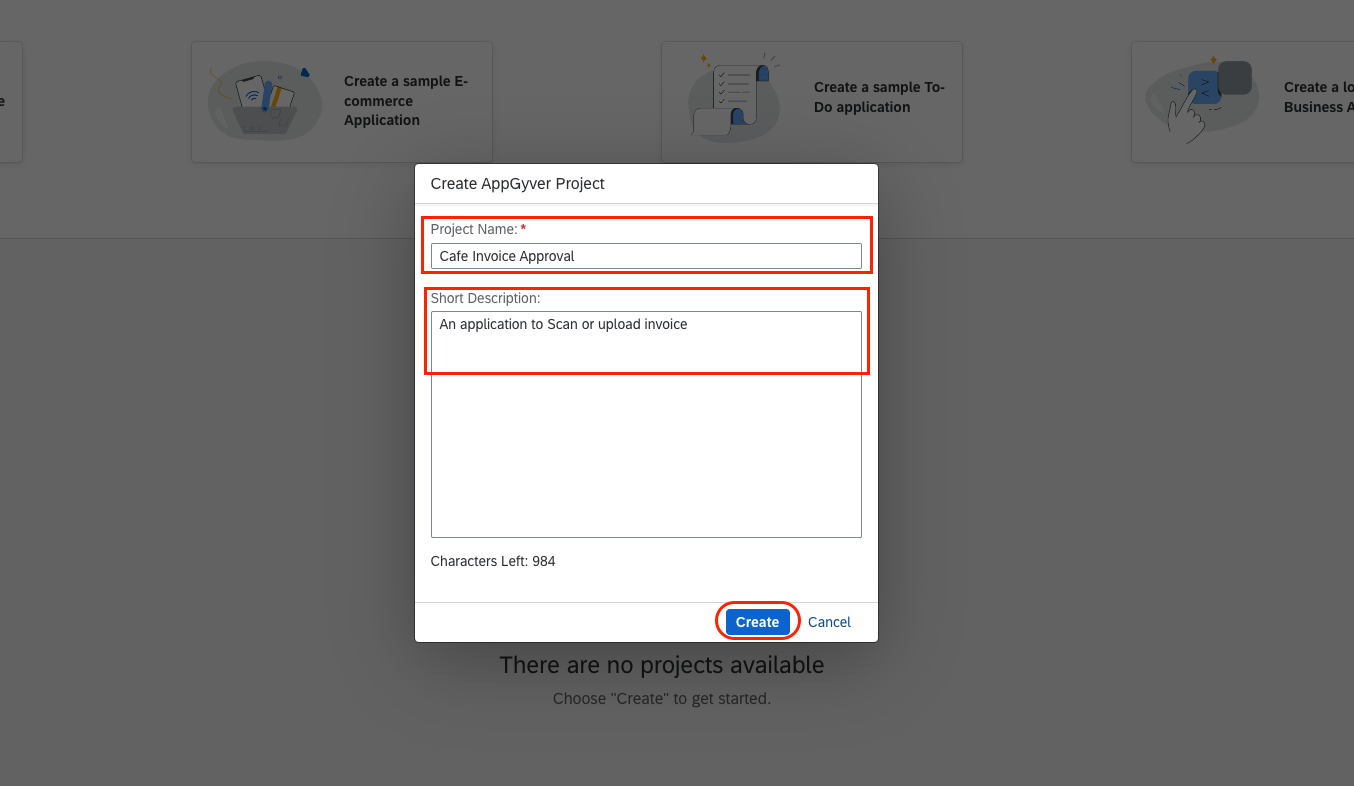 e
Create a sample E-
commerce
Application
Create a sample To-
Do application
Create a lo
Business A
Create AppGyver Project
Project Name: *
Cafe Invoice Approval
Short Description:
An application to Scan or upload invoice
Characters Left: 984
Create
Cancel
There are no projects available
Choose "Create" to get started.